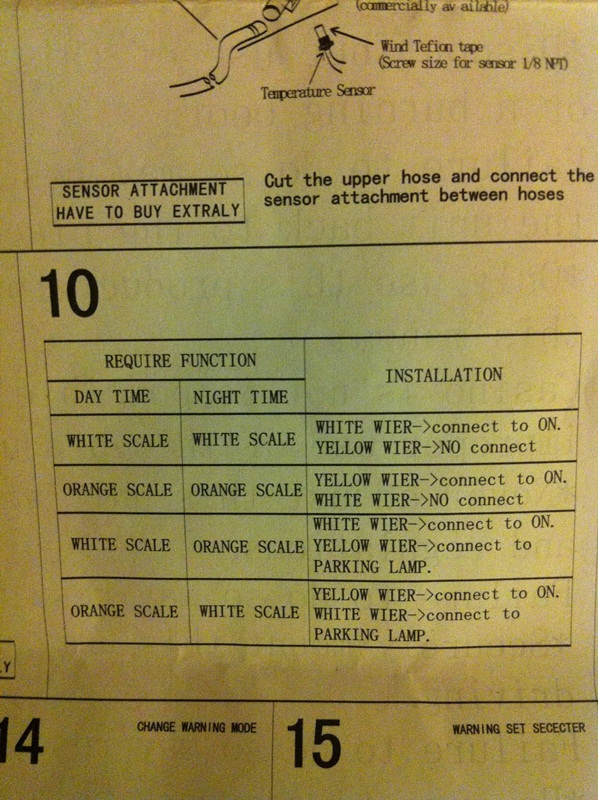 (commercially av ailable)
Wind Tefion tape
(Screw size for sensor 1/8 NPT)
Temperature Sensor
SENSOR ATTACHMENT
HAVE TO BUY EXTRALY
Cut the upper hose and connect the
sensor attachment between hoses
10
REQUIRE FUNCTION
INSTALLATION
DAY TIME
NIGHT TIME
WHITE SCALE
WHITE SCALE
WHITE WIER->connect to ON.
YELLOW WIER->NO connect
ORANGE SCALE
ORANGE SCALE
YELLOW WIER->connect to ON.
WHITE WIER->NO connect
WHITE SCALE
ORANGE SCALE
WHITE WIER->connect to ON.
YELLOW WIER->connect to
PARKING LAMP.
ORANGE SCALE
WHITE SCALE
YELLOW WIER->connect to ON.
WHITE WIER->connect to
PARKING LAMP.
LY
14
CHANGE WARNING MODE
15
WARNING SET SECECTER